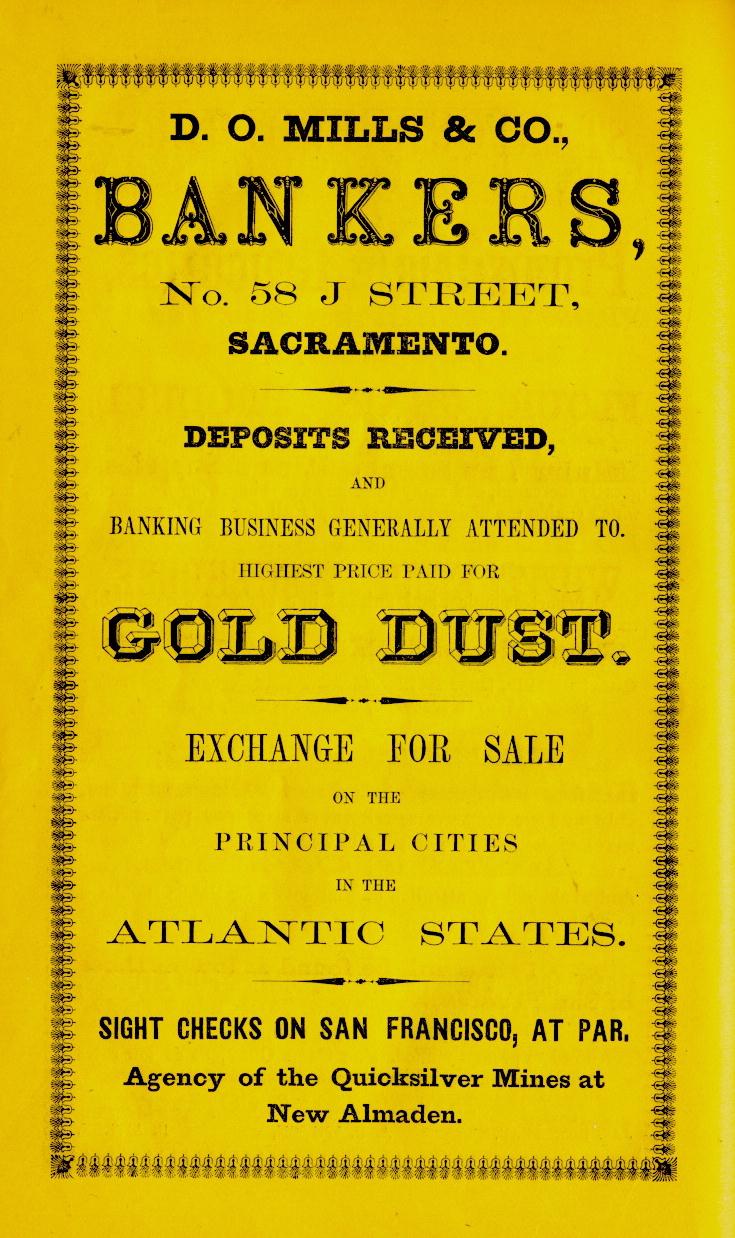 D. O. MILLS & CO.,
BANKERS,
No. 58 J STREET,
SACRAMENTO.
DEPOSITS RECEIVED,
AND
BANKING BUSINESS GENERALLY ATTENDED TO.
HIGHEST PRICE PAID FOR
GOLD DUST.
EXCHANGE FOR SALE
ON THE
PRINCIPAL CITIES
IN THE
ATLANTIC STATES.
SIGHT CHECKS ON SAN FRANCISCO, AT PAR.
Agency of the Quicksilver Mines at
New Almaden.